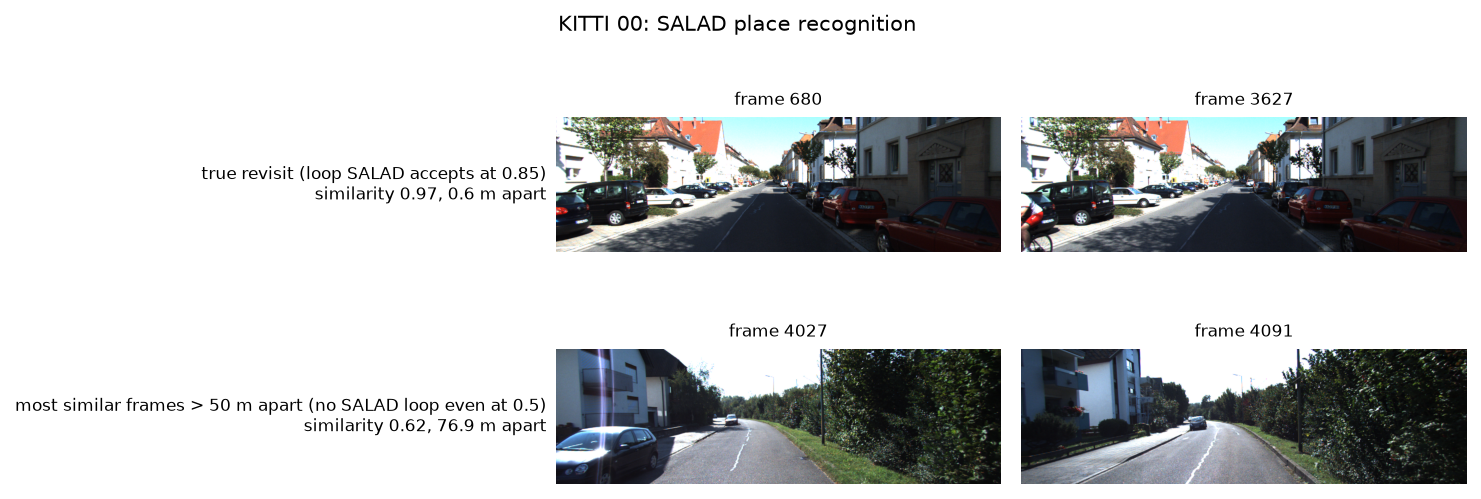 KITTI 00: SALAD place recognition
frame 680
frame 3627
true revisit (loop SALAD accepts at 0.85)
similarity 0.97, 0.6 m apart
frame 4027
frame 4091
most similar frames > 50 m apart (no SALAD loop even at 0.5)
similarity 0.62, 76.9 m apart